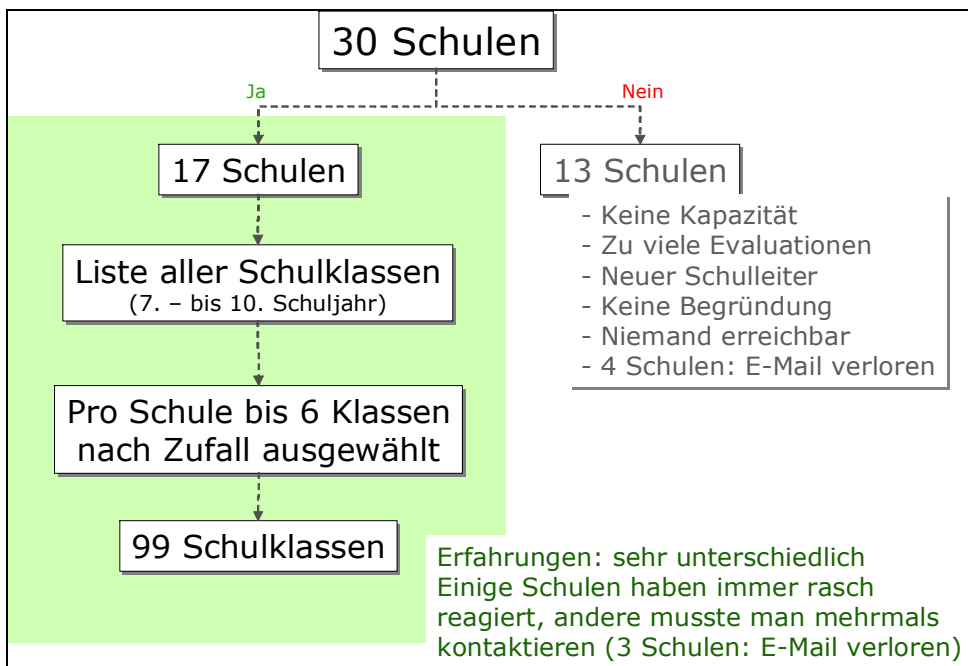 30 Schulen
Ja
Nein
17 Schulen
13 Schulen
- Keine Kapazität
- Zu viele Evaluationen
- Neuer Schulleiter
- Keine Begründung
- Niemand erreichbar
- 4 Schulen: E-Mail verloren
Liste aller Schulklassen
(7. – bis 10. Schuljahr)
Pro Schule bis 6 Klassen
nach Zufall ausgewählt
99 Schulklassen
Erfahrungen: sehr unterschiedlich
Einige Schulen haben immer rasch
reagiert, andere musste man mehrmals
kontaktieren (3 Schulen: E-Mail verloren)